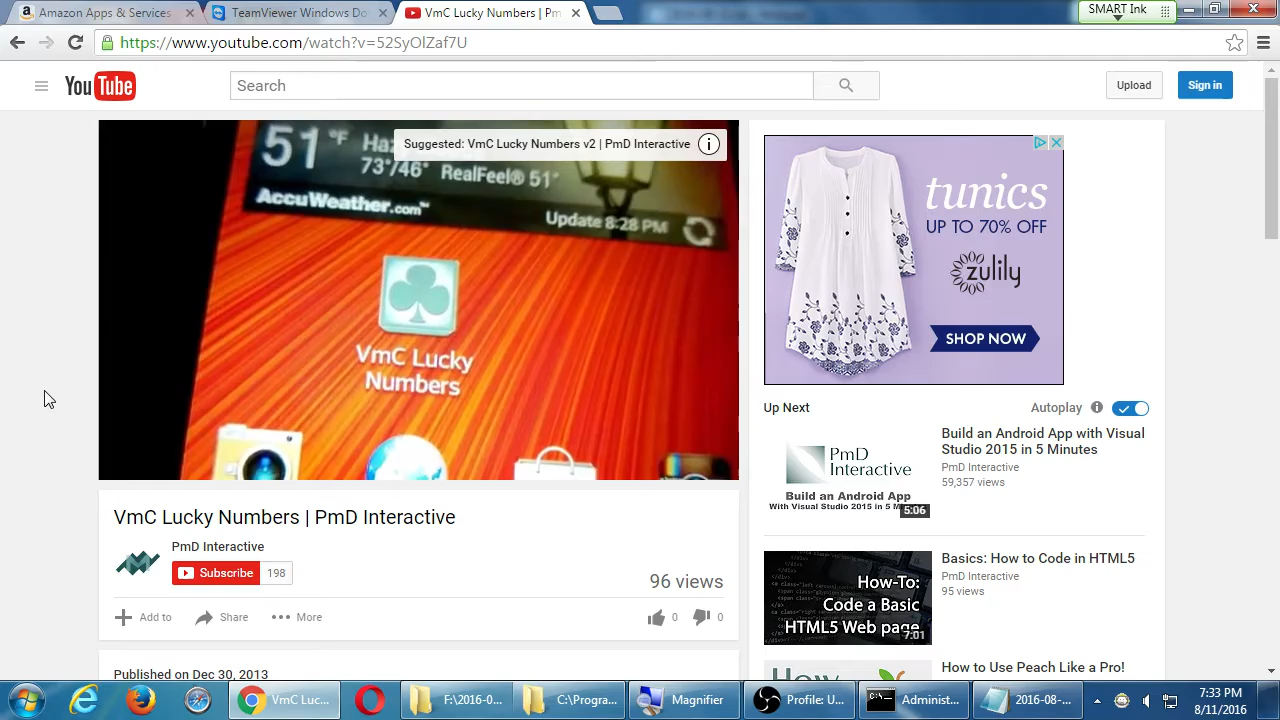 Amazon Apps & Services
TeamViewer Windows Do
VmC Lucky Numbers | Pm
SMART Ink
https://www.youtube.com/watch?v=52SyOlZaf7U
YouTube
Search
Upload
Sign in
51 °F Ha
Suggested: VmC Lucky Numbers v2 | PmD Interactive
73°/46° RealFeel® 51°
AccuWeather.com™
Update 8:28 PM
VmC Lucky
Numbers
tunics
UP TO 70% OFF
zulily
SHOP NOW
Up Next
Autoplay
Build an Android App with Visual
Studio 2015 in 5 Minutes
PmD Interactive
59,357 views
PmD
Interactive
Build an Android App
With Visual Studio 2015 in 5 M
5:06
VmC Lucky Numbers | PmD Interactive
PmD Interactive
Subscribe 198
96 views
Add to
Share
More
0
0
Basics: How to Code in HTML5
PmD Interactive
95 views
How-To:
Code a Basic
HTML5 Web page
7:01
Published on Dec 30, 2013
How to Use Peach Like a Pro!
How
VmC Luc...
F:\2016-0...
C:\Progra...
Magnifier
Profile: U...
Administ...
2016-08-...
7:33 PM
8/11/2016